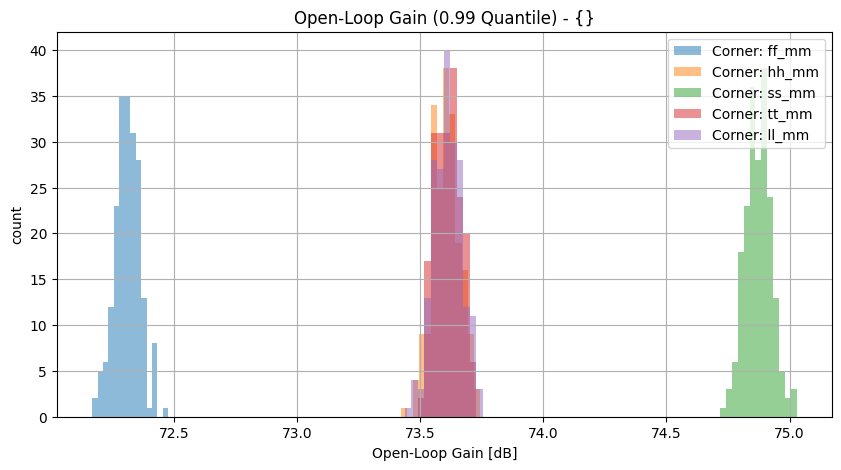 Open-Loop Gain (0.99 Quantile) - {}
Corner: ff_mm
Corner: hh_mm
Corner: ss_mm
Corner: tt_mm
Corner: ll_mm
count
40
35
30
25
20
15
10
5
0
72.5 73.0 73.5 74.0 74.5 75.0
Open-Loop Gain [dB]